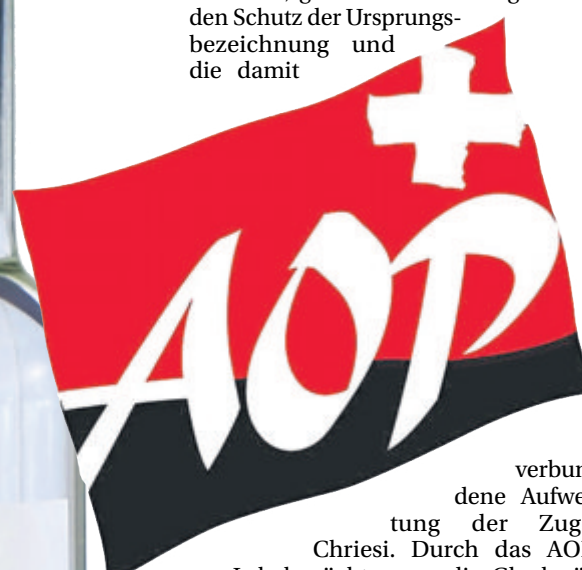 den Schutz der Ursprungs-
bezeichnung und
die damit
AOP
verbun
dene Aufwe
tung der Zug
Chriesi. Durch das AO